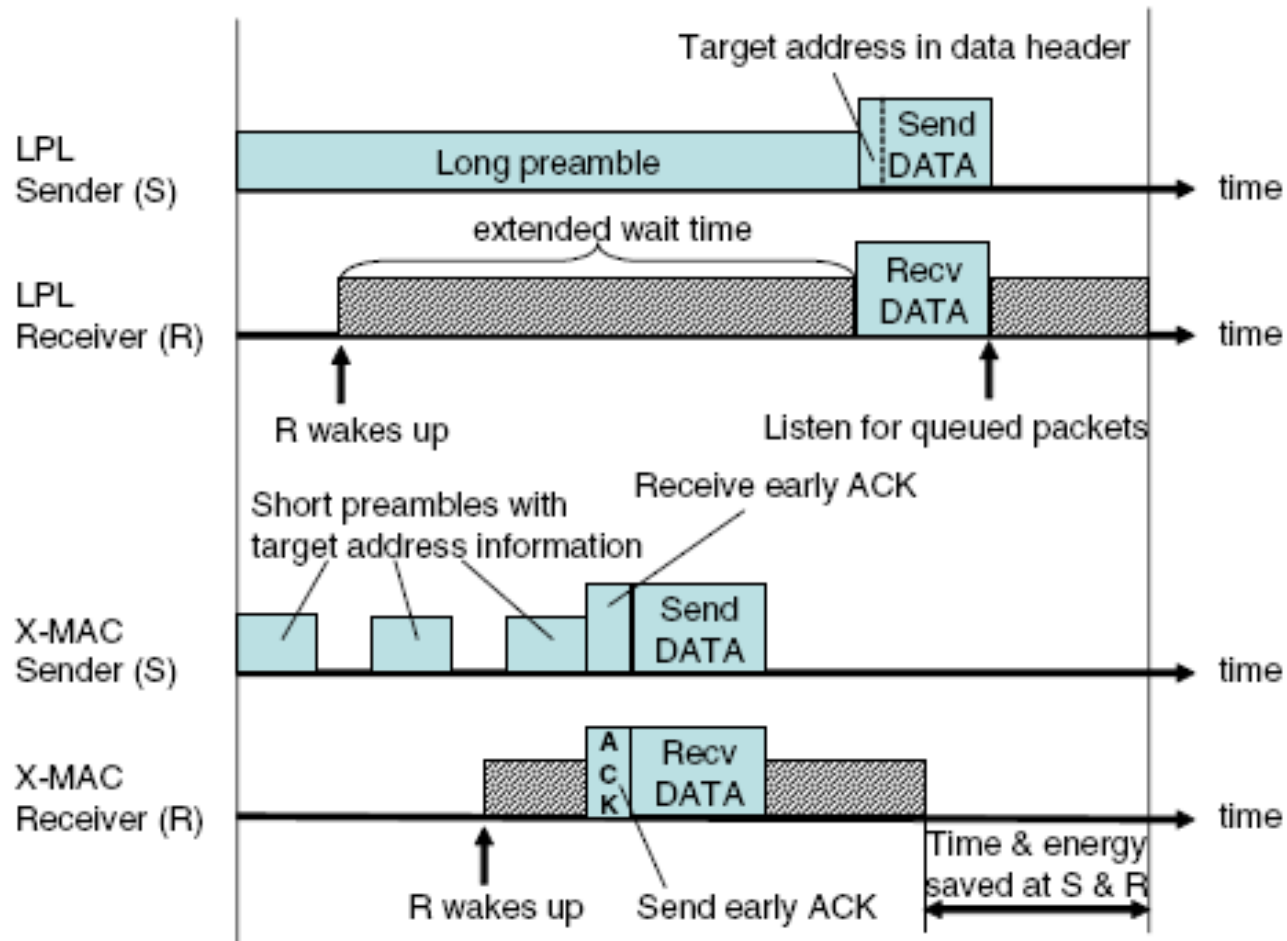 Target address in data header
LPL
Sender (S)
Long preamble
Send
DATA
time
extended wait time
LPL
Receiver (R)
Recv
DATA
time
R wakes up
Listen for queued packets
Receive early ACK
Short preambles with
target address information
X-MAC
Sender (S)
Send
DATA
time
X-MAC
Receiver (R)
A
C
K
Recv
DATA
time
Time & energy
saved at S & R
R wakes up
Send early ACK